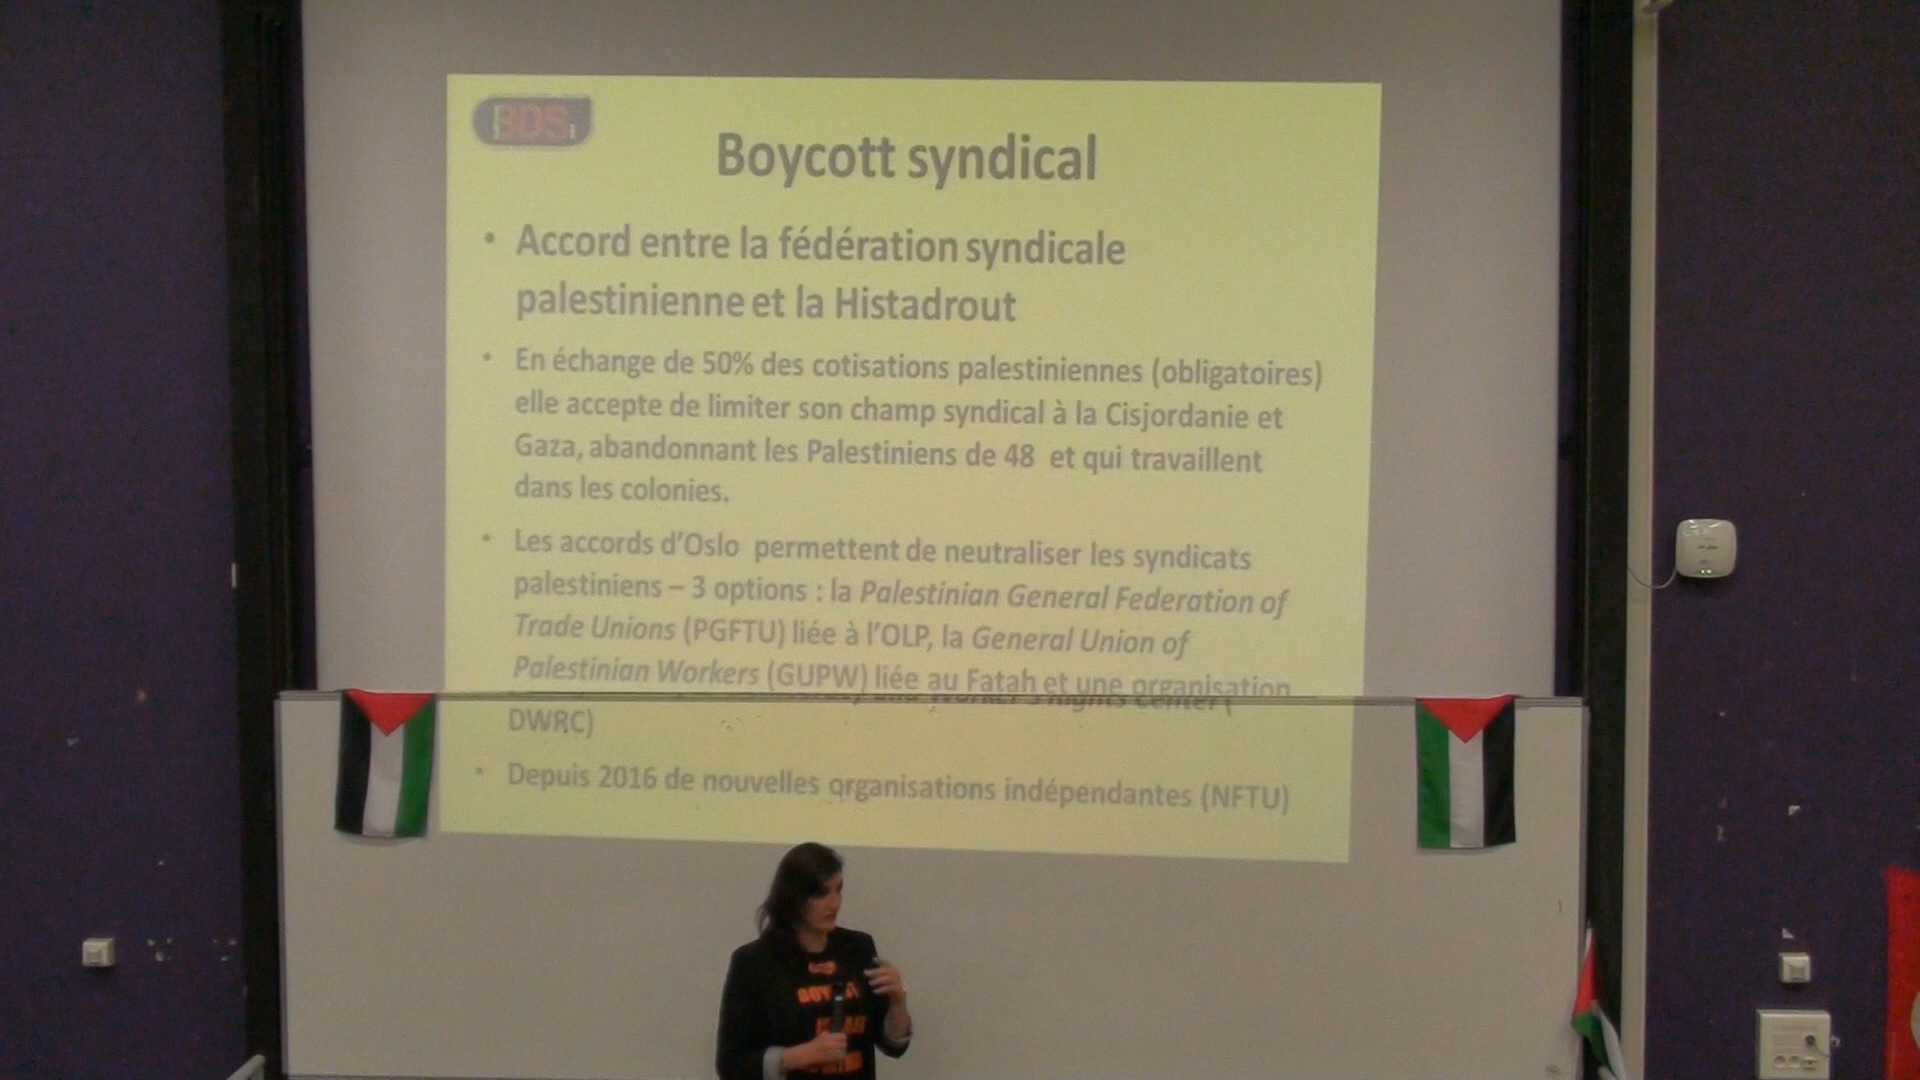 BDS
Boycott syndical
• Accord entre la fédération syndicale
palestinienne et la Histadrout
• En échange de 50% des cotisations palestiniennes (obligatoires)
elle accepte de limiter son champ syndical à la Cisjordanie et
Gaza, abandonnant les Palestiniens de 48 et qui travaillent
dans les colonies.
• Les accords d’Oslo permettent de neutraliser les syndicats
palestiniens – 3 options : la Palestinian General Federation of
Trade Unions (PGFTU) liée à l’OLP, la General Union of
Palestinian Workers (GUPW) liée au Fatah et une organisation
and Worker's Rights Center (
DWRC)
• Depuis 2016 de nouvelles organisations indépendantes (NFTU)